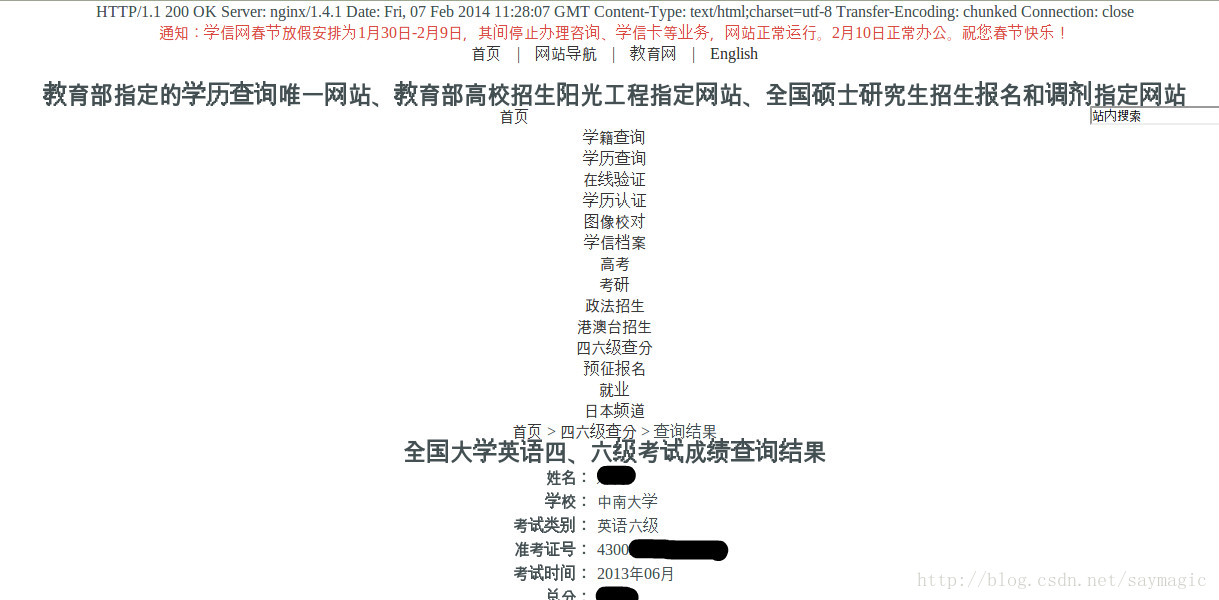 HTTP/1.1 200 OK Server: nginx/1.4.1 Date: Fri, 07 Feb 2014 11:28:07 GMT Content-Type: text/html;charset=utf-8 Transfer-Encoding: chunked Connection: close
通知：学信网春节放假安排为1月30日-2月9日，其间停止办理咨询、学信卡等业务，网站正常运行。2月10日正常办公。祝您春节快乐！
首页 | 网站导航 | 教育网 | English
教育部指定的学历查询唯一网站、教育部高校招生阳光工程指定网站、全国硕士研究生招生报名和调剂指定网站
首页 站内搜索
学籍查询
学历查询
在线验证
学历认证
图像校对
学信档案
高考
考研
政法招生
港澳台招生
四六级查分
预征报名
就业
日本频道
首页 > 四六级查分 > 查询结果
全国大学英语四、六级考试成绩查询结果
姓名：
学校： 中南大学
考试类别： 英语六级
准考证号： 4300
考试时间： 2013年06月
总分：
http://blog.csdn.net/saymagic